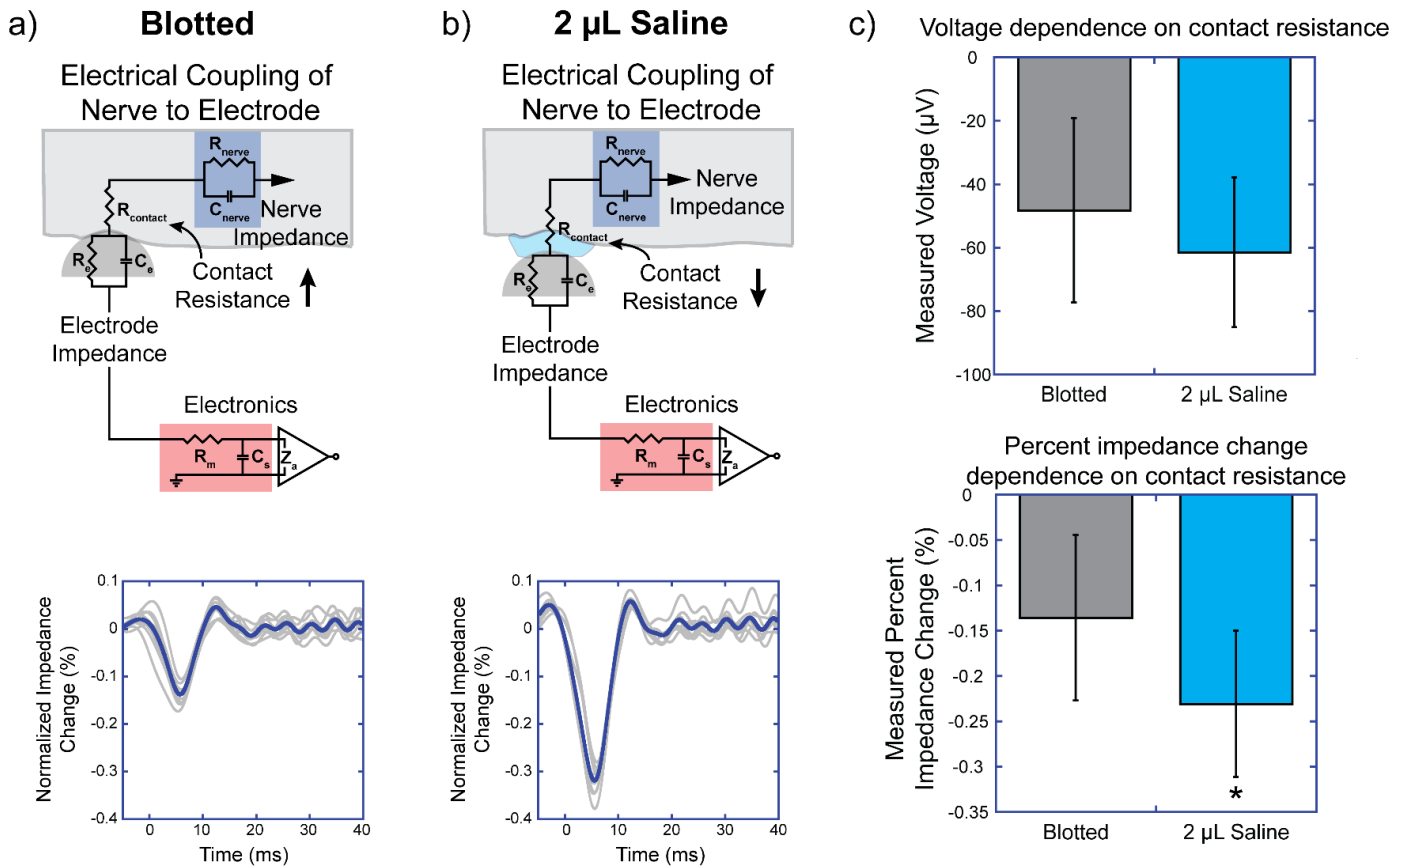 a)
Blotted
Electrical Coupling of
Nerve to Electrode
Rnerve
Cnerve
Nerve
Impedance
Rcontact
Re
Ce
Contact
Resistance
Electrode
Impedance
Electronics
Rm
Cs
Za
0.1
0
-0.1
-0.2
-0.3
-0.4
Normalized Impedance
Change (%)
0
10
20
30
40
Time (ms)
b)
2 µL Saline
Electrical Coupling of
Nerve to Electrode
Rnerve
Cnerve
Nerve
Impedance
Rcontact
Re
Ce
Contact
Resistance
Electrode
Impedance
Electronics
Rm
Cs
Za
0.1
0
-0.1
-0.2
-0.3
-0.4
Normalized Impedance
Change (%)
0
10
20
30
40
Time (ms)
c)
Voltage dependence on contact resistance
0
-20
-40
-60
-80
-100
Measured Voltage (µV)
Blotted
2 µL Saline
Percent impedance change
dependence on contact resistance
0
-0.05
-0.1
-0.15
-0.2
-0.25
-0.3
-0.35
Measured Percent
Impedance Change (%)
*
Blotted
2 µL Saline